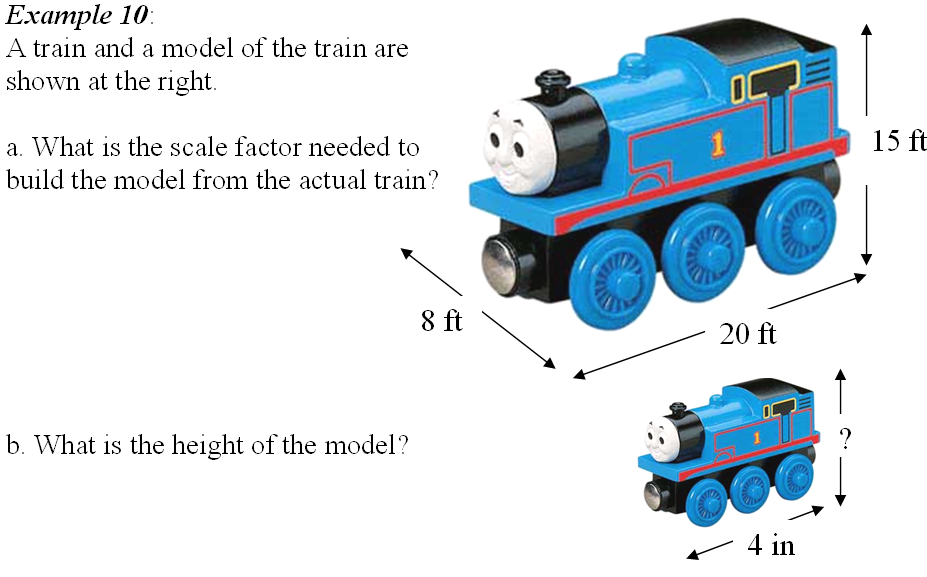 Example 10:
A train and a model of the train are
shown at the right.
a. What is the scale factor needed to
build the model from the actual train?
1
15 ft
8 ft
20 ft
b. What is the height of the model?
1
?
4 in